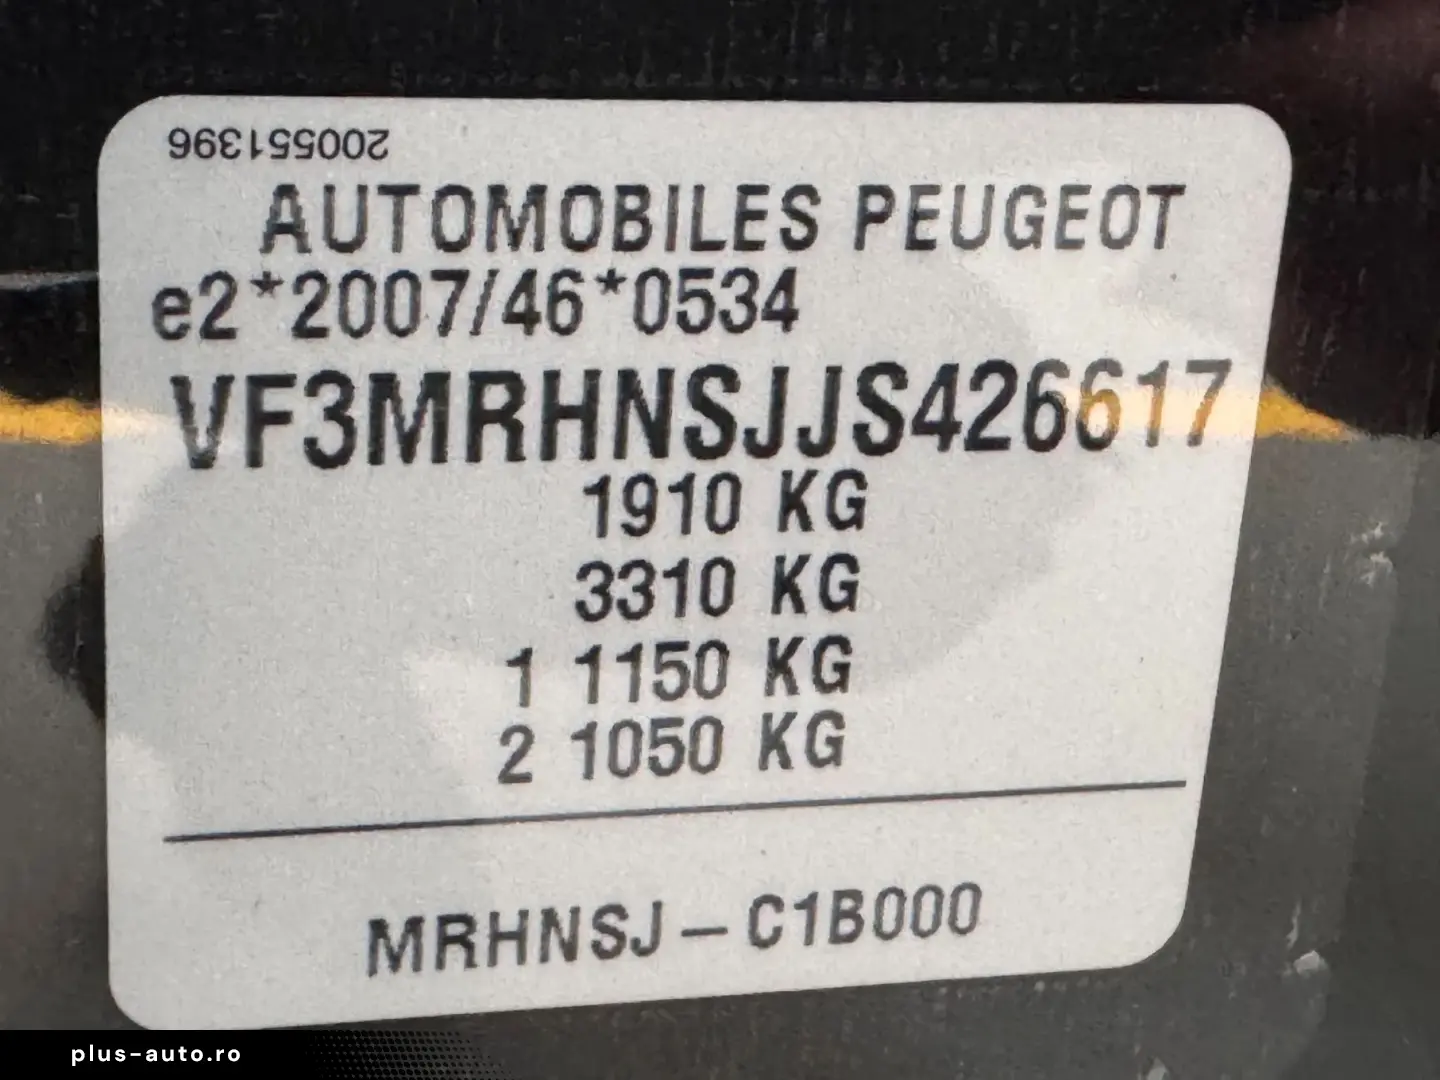 200551396
AUTOMOBILES PEUGEOT
e2*2007/46*0534
VF3MRHNSJJS426617
1910 KG
3310 KG
1 1150 KG
2 1050 KG
MRHNSJ – C1B000
plus-auto.ro